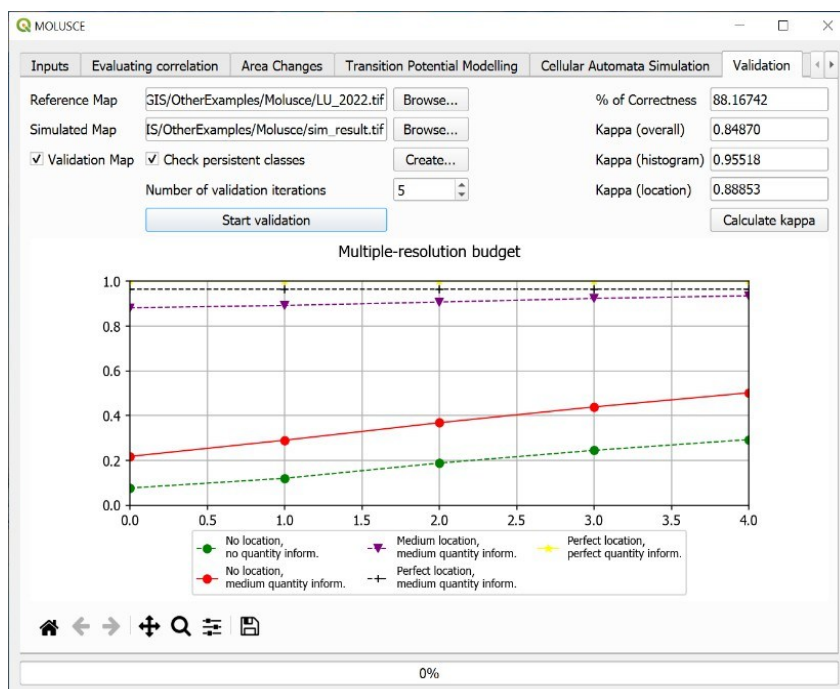 MOLUSCE
Inputs Evaluating correlation Area Changes Transition Potential Modelling Cellular Automata Simulation Validation
Reference Map GIS/OtherExamples/Molusce/LU_2022.tif Browse... % of Correctness 88.16742
Simulated Map IS/OtherExamples/Molusce/sim_result.tif Browse... Kappa (overall) 0.84870
Validation Map Check persistent classes Create... Kappa (histogram) 0.95518
Number of validation iterations 5 Kappa (location) 0.88853
Start validation Calculate kappa
Multiple-resolution budget
1.0
0.8
0.6
0.4
0.2
0.0
0.0 0.5 1.0 1.5 2.0 2.5 3.0 3.5 4.0
No location,
no quantity inform.
No location,
medium quantity inform.
Medium location,
medium quantity inform.
Perfect location,
medium quantity inform.
Perfect location,
perfect quantity inform.
0%